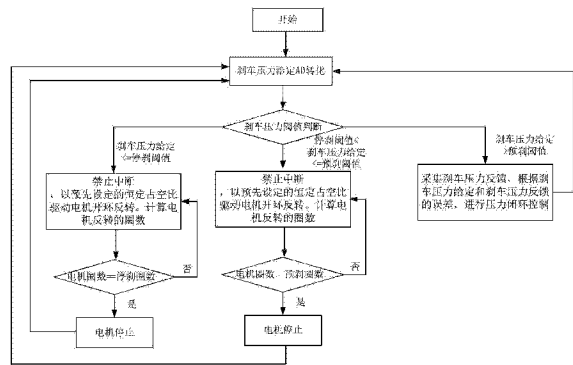 开始
刹车压力给定AD转化
刹车压力阈值判断
刹车压力给定
<=停刹阈值
停刹阈值<
刹车压力给定
<=预刹阈值
刹车压力给定
>预刹阈值
禁止中断
，以预先设定的恒定占空比
驱动电机开环反转。计算电
机反转的圈数
禁止中断
，以预先设定的恒定占空比
驱动电机开环反转。计算电
机反转的圈数
采集刹车压力反馈、根据刹
车压力给定和刹车压力反馈
的误差，进行压力闭环控制
电机圈数=停刹圈数
否
是
电机停止
电机圈数 预刹圈数
否
是
电机停止